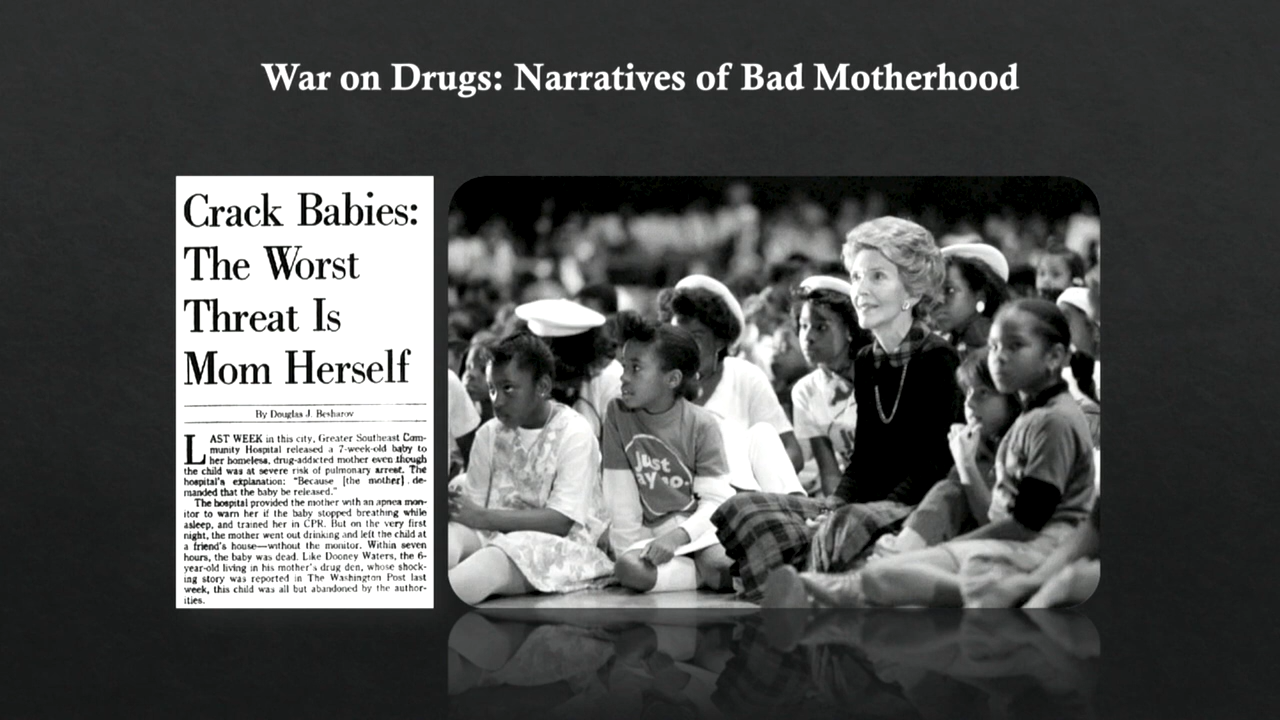 War on Drugs: Narratives of Bad Motherhood
Crack Babies:
The Worst
Threat Is
Mom Herself
By Douglas J. Besharov
LAST WEEK in this city, Greater Southeast Com-
munity Hospital released a 7-week-old baby to
her homeless, drug-addicted mother even though
the child was at severe risk of pulmonary arrest. The
hospital's explanation: "Because [the mother] de-
manded that the baby be released."
The hospital provided the mother with an apnea mon-
itor to warn her if the baby stopped breathing while
asleep, and trained her in CPR. But on the very first
night, the mother went out drinking and left the child at
a friend's house—without the monitor. Within seven
hours, the baby was dead. Like Dooney Waters, the 6-
year-old living in his mother's drug den, whose shock-
ing story was reported in The Washington Post last
week, this child was all but abandoned by the author-
ities.
Just
ay no.